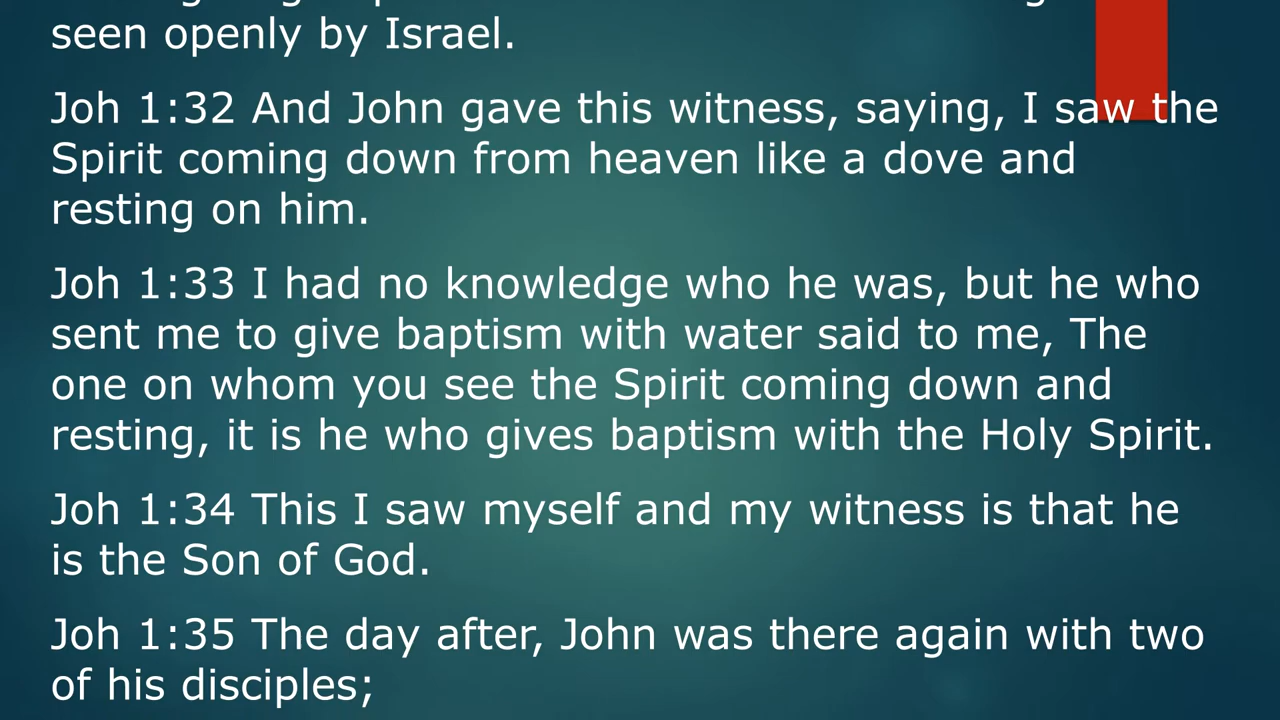 seen openly by Israel.
Joh 1:32 And John gave this witness, saying, I saw the
Spirit coming down from heaven like a dove and
resting on him.
Joh 1:33 I had no knowledge who he was, but he who
sent me to give baptism with water said to me, The
one on whom you see the Spirit coming down and
resting, it is he who gives baptism with the Holy Spirit.
Joh 1:34 This I saw myself and my witness is that he
is the Son of God.
Joh 1:35 The day after, John was there again with two
of his disciples;